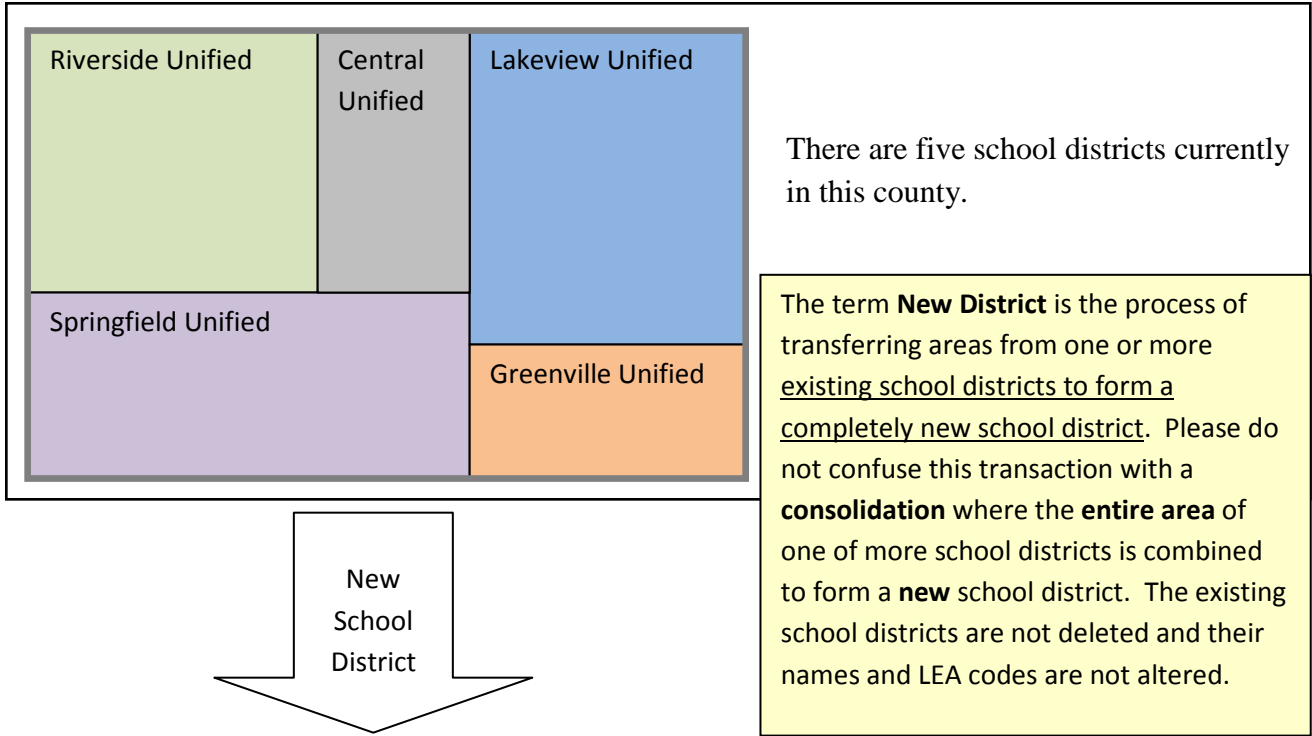 Riverside Unified
Central
Unified
Lakeview Unified
Springfield Unified
Greenville Unified
There are five school districts currently
in this county.
The term New District is the process of
transferring areas from one or more
existing school districts to form a
completely new school district. Please do
not confuse this transaction with a
consolidation where the entire area of
one of more school districts is combined
to form a new school district. The existing
school districts are not deleted and their
names and LEA codes are not altered.
New
School
District